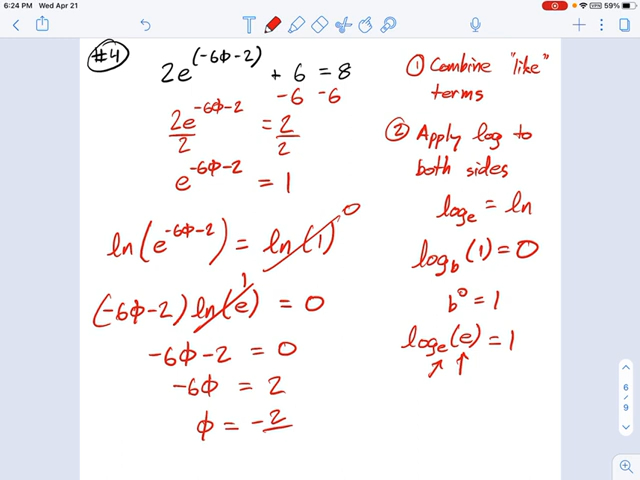 6:24 PM Wed Apr 21
59%
#4
2e^(-6ϕ-2) + 6 = 8
-6 -6
2e^-6ϕ-2 / 2 = 2 / 2
e^-6ϕ-2 = 1
ln(e^-6ϕ-2) = ln(1) 0
(-6ϕ-2) ln(e) 1 = 0
-6ϕ-2 = 0
-6ϕ = 2
ϕ = -2
① Combine "like"
terms
② Apply log to
both sides
log_e = ln
log_b (1) = 0
b^0 = 1
log_e (e) = 1
6
/
9